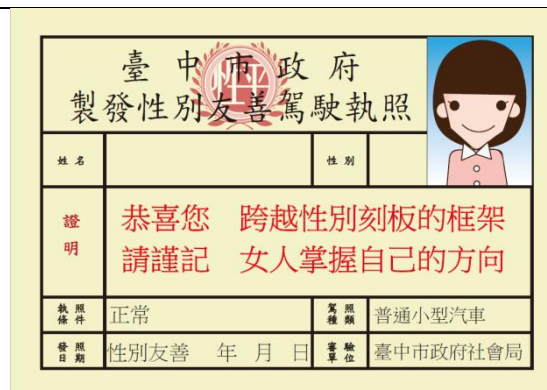 臺中市政府
製發性別友善駕駛執照
姓名 性別
證明
恭喜您 跨越性別刻板的框架
請謹記 女人掌握自己的方向
執照條件 正常 駕照種類 普通小型汽車
發照日期 性別友善 年 月 日 審驗單位 臺中市政府社會局
性平